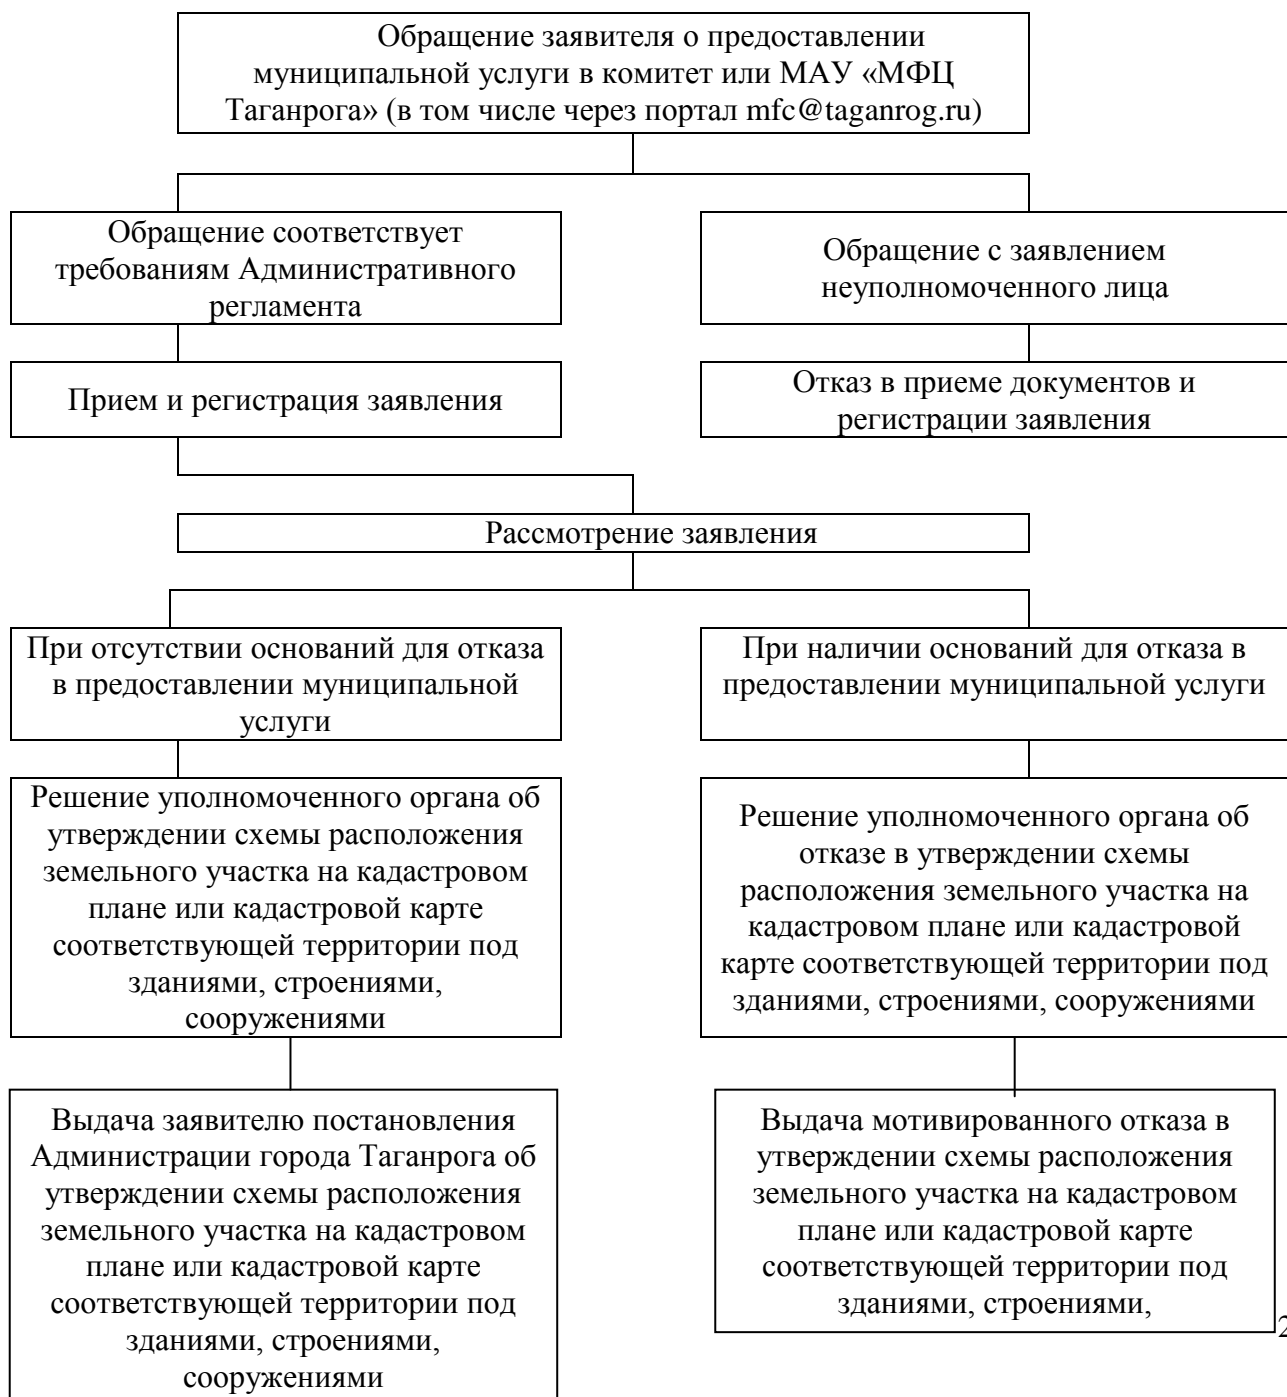 Обращение заявителя о предоставлении
муниципальной услуги в комитет или МАУ «МФЦ
Таганрога» (в том числе через портал mfc@taganrog.ru)
Обращение соответствует
требованиям Административного
регламента
Обращение с заявлением
неуполномоченного лица
Прием и регистрация заявления
Отказ в приеме документов и
регистрации заявления
Рассмотрение заявления
При отсутствии оснований для отказа
в предоставлении муниципальной
услуги
При наличии оснований для отказа в
предоставлении муниципальной услуги
Решение уполномоченного органа об
утверждении схемы расположения
земельного участка на кадастровом
плане или кадастровой карте
соответствующей территории под
зданиями, строениями,
сооружениями
Решение уполномоченного органа об
отказе в утверждении схемы
расположения земельного участка на
кадастровом плане или кадастровой
карте соответствующей территории под
зданиями, строениями, сооружениями
Выдача заявителю постановления
Администрации города Таганрога об
утверждении схемы расположения
земельного участка на кадастровом
плане или кадастровой карте
соответствующей территории под
зданиями, строениями,
сооружениями
Выдача мотивированного отказа в
утверждении схемы расположения
земельного участка на кадастровом
плане или кадастровой карте
соответствующей территории под
зданиями, строениями,
2